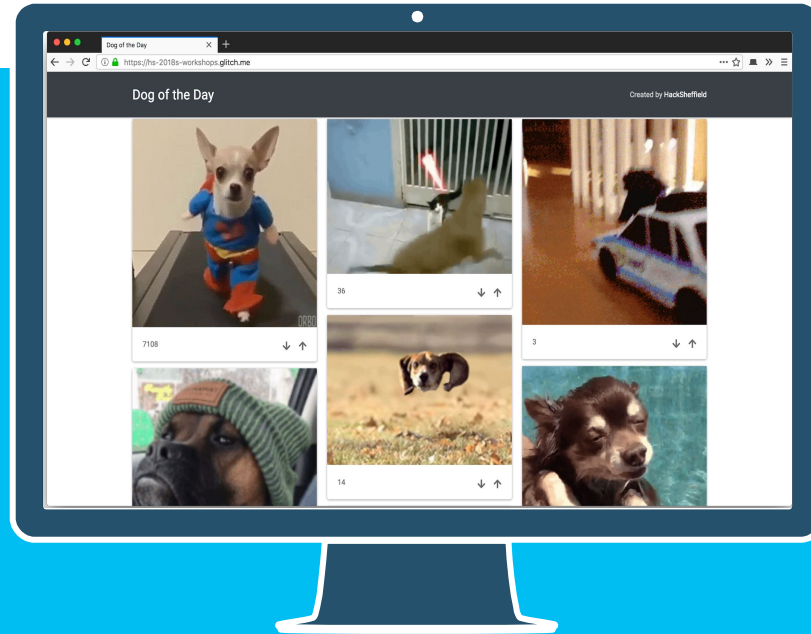 Dog of the Day
https://hs-2018s-workshops.glitch.me
Dog of the Day
Created by HackSheffield
ORBO
7108
36
14
3